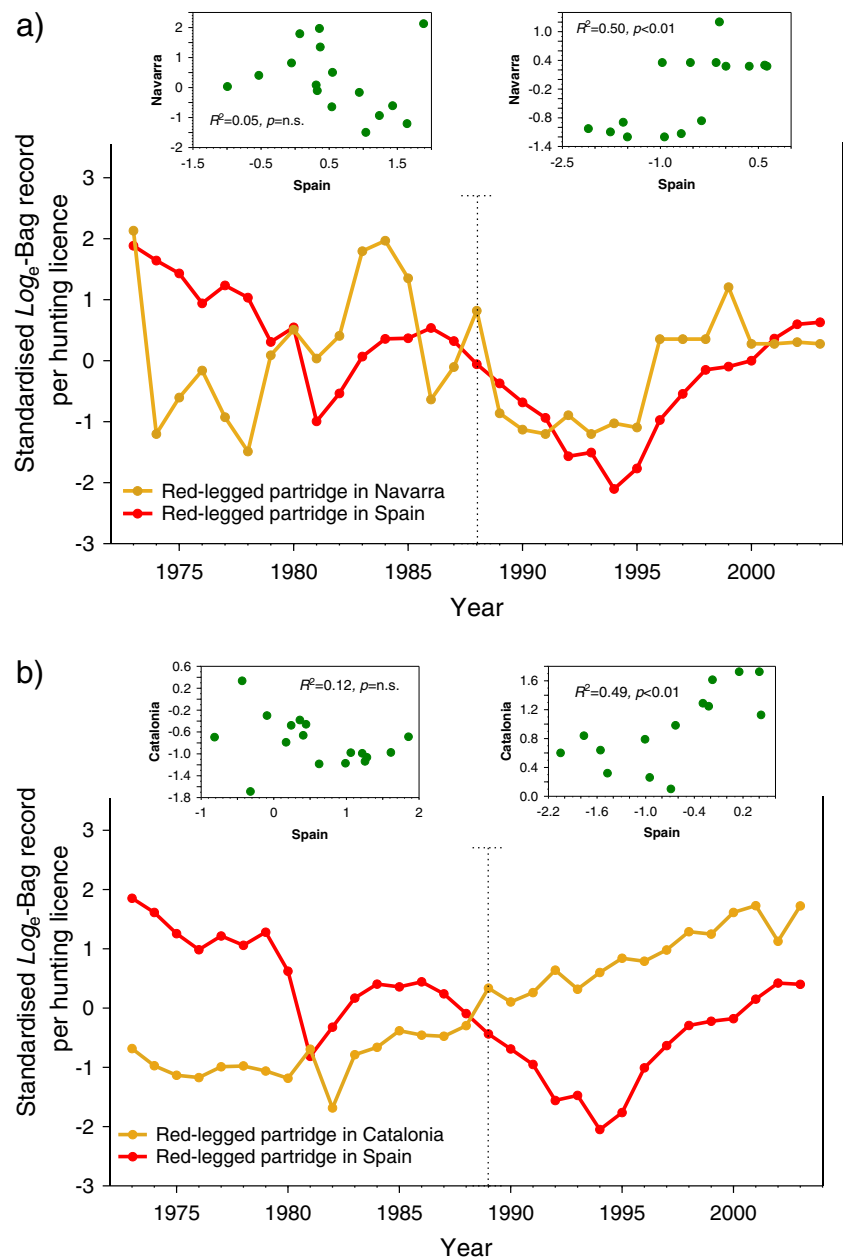 a)
2
1
0
-1
2
Navarra
R²=0.05, p=n.s.
-1.5 -0.5 0.5 1.5
Spain
1.2
0.4
-0.4
-0.8
-1.4
Navarra
R²=0.50, p<0.01
-2.5 -1.0 0.5
Spain
3
2
1
0
-1
-2
-3
Standardised Logₑ-Bag record
per hunting licence
Red-legged partridge in Navarra
Red-legged partridge in Spain
1975 1980 1985 1990 1995 2000
Year
b)
0.6
0.2
-0.2
-0.6
-1.0
-1.4
-1.8
Catalonia
R²=0.12, p=n.s.
-1 0 1 2
Spain
1.8
1.6
1.2
0.8
0.4
0.0
Catalonia
R²=0.49, p<0.01
-2.2 -1.6 -1.0 -0.4 0.2
Spain
3
2
1
0
-1
-2
-3
Standardised Logₑ-Bag record
per hunting licence
Red-legged partridge in Catalonia
Red-legged partridge in Spain
1975 1980 1985 1990 1995 2000
Year